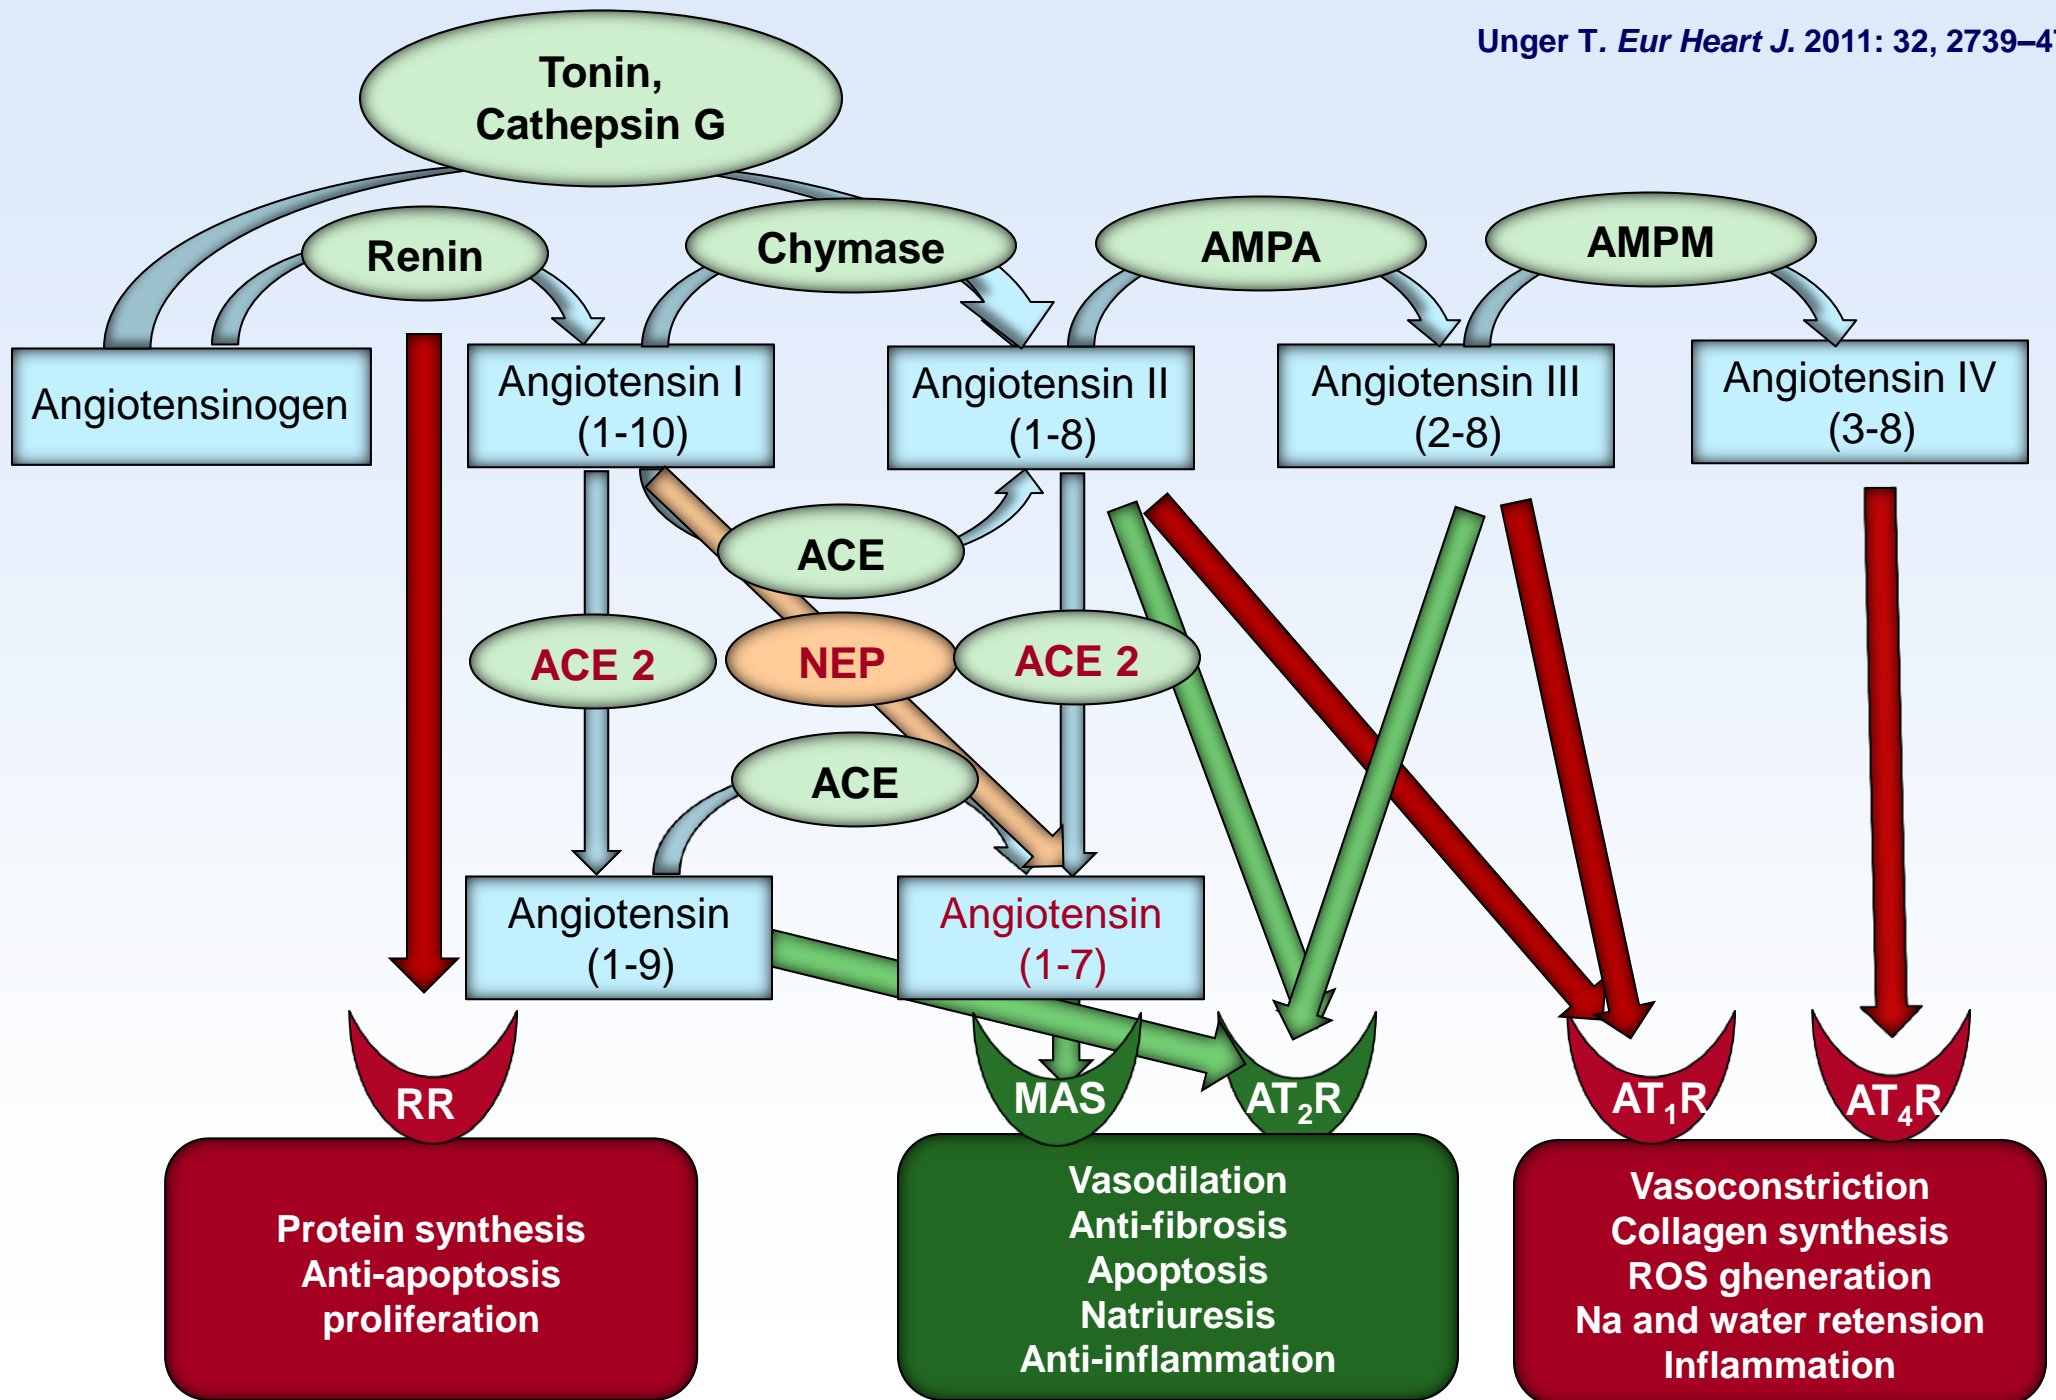 Unger T. Eur Heart J. 2011: 32, 2739–47
Tonin,
Cathepsin G
Renin
Chymase
AMPA
AMPM
Angiotensinogen
Angiotensin I
(1-10)
Angiotensin II
(1-8)
Angiotensin III
(2-8)
Angiotensin IV
(3-8)
ACE
ACE 2
NEP
ACE 2
ACE
Angiotensin
(1-9)
Angiotensin
(1-7)
RR
MAS
AT2R
AT1R
AT4R
Protein synthesis
Anti-apoptosis
proliferation
Vasodilation
Anti-fibrosis
Apoptosis
Natriuresis
Anti-inflammation
Vasoconstriction
Collagen synthesis
ROS gheneration
Na and water retention
Inflammation